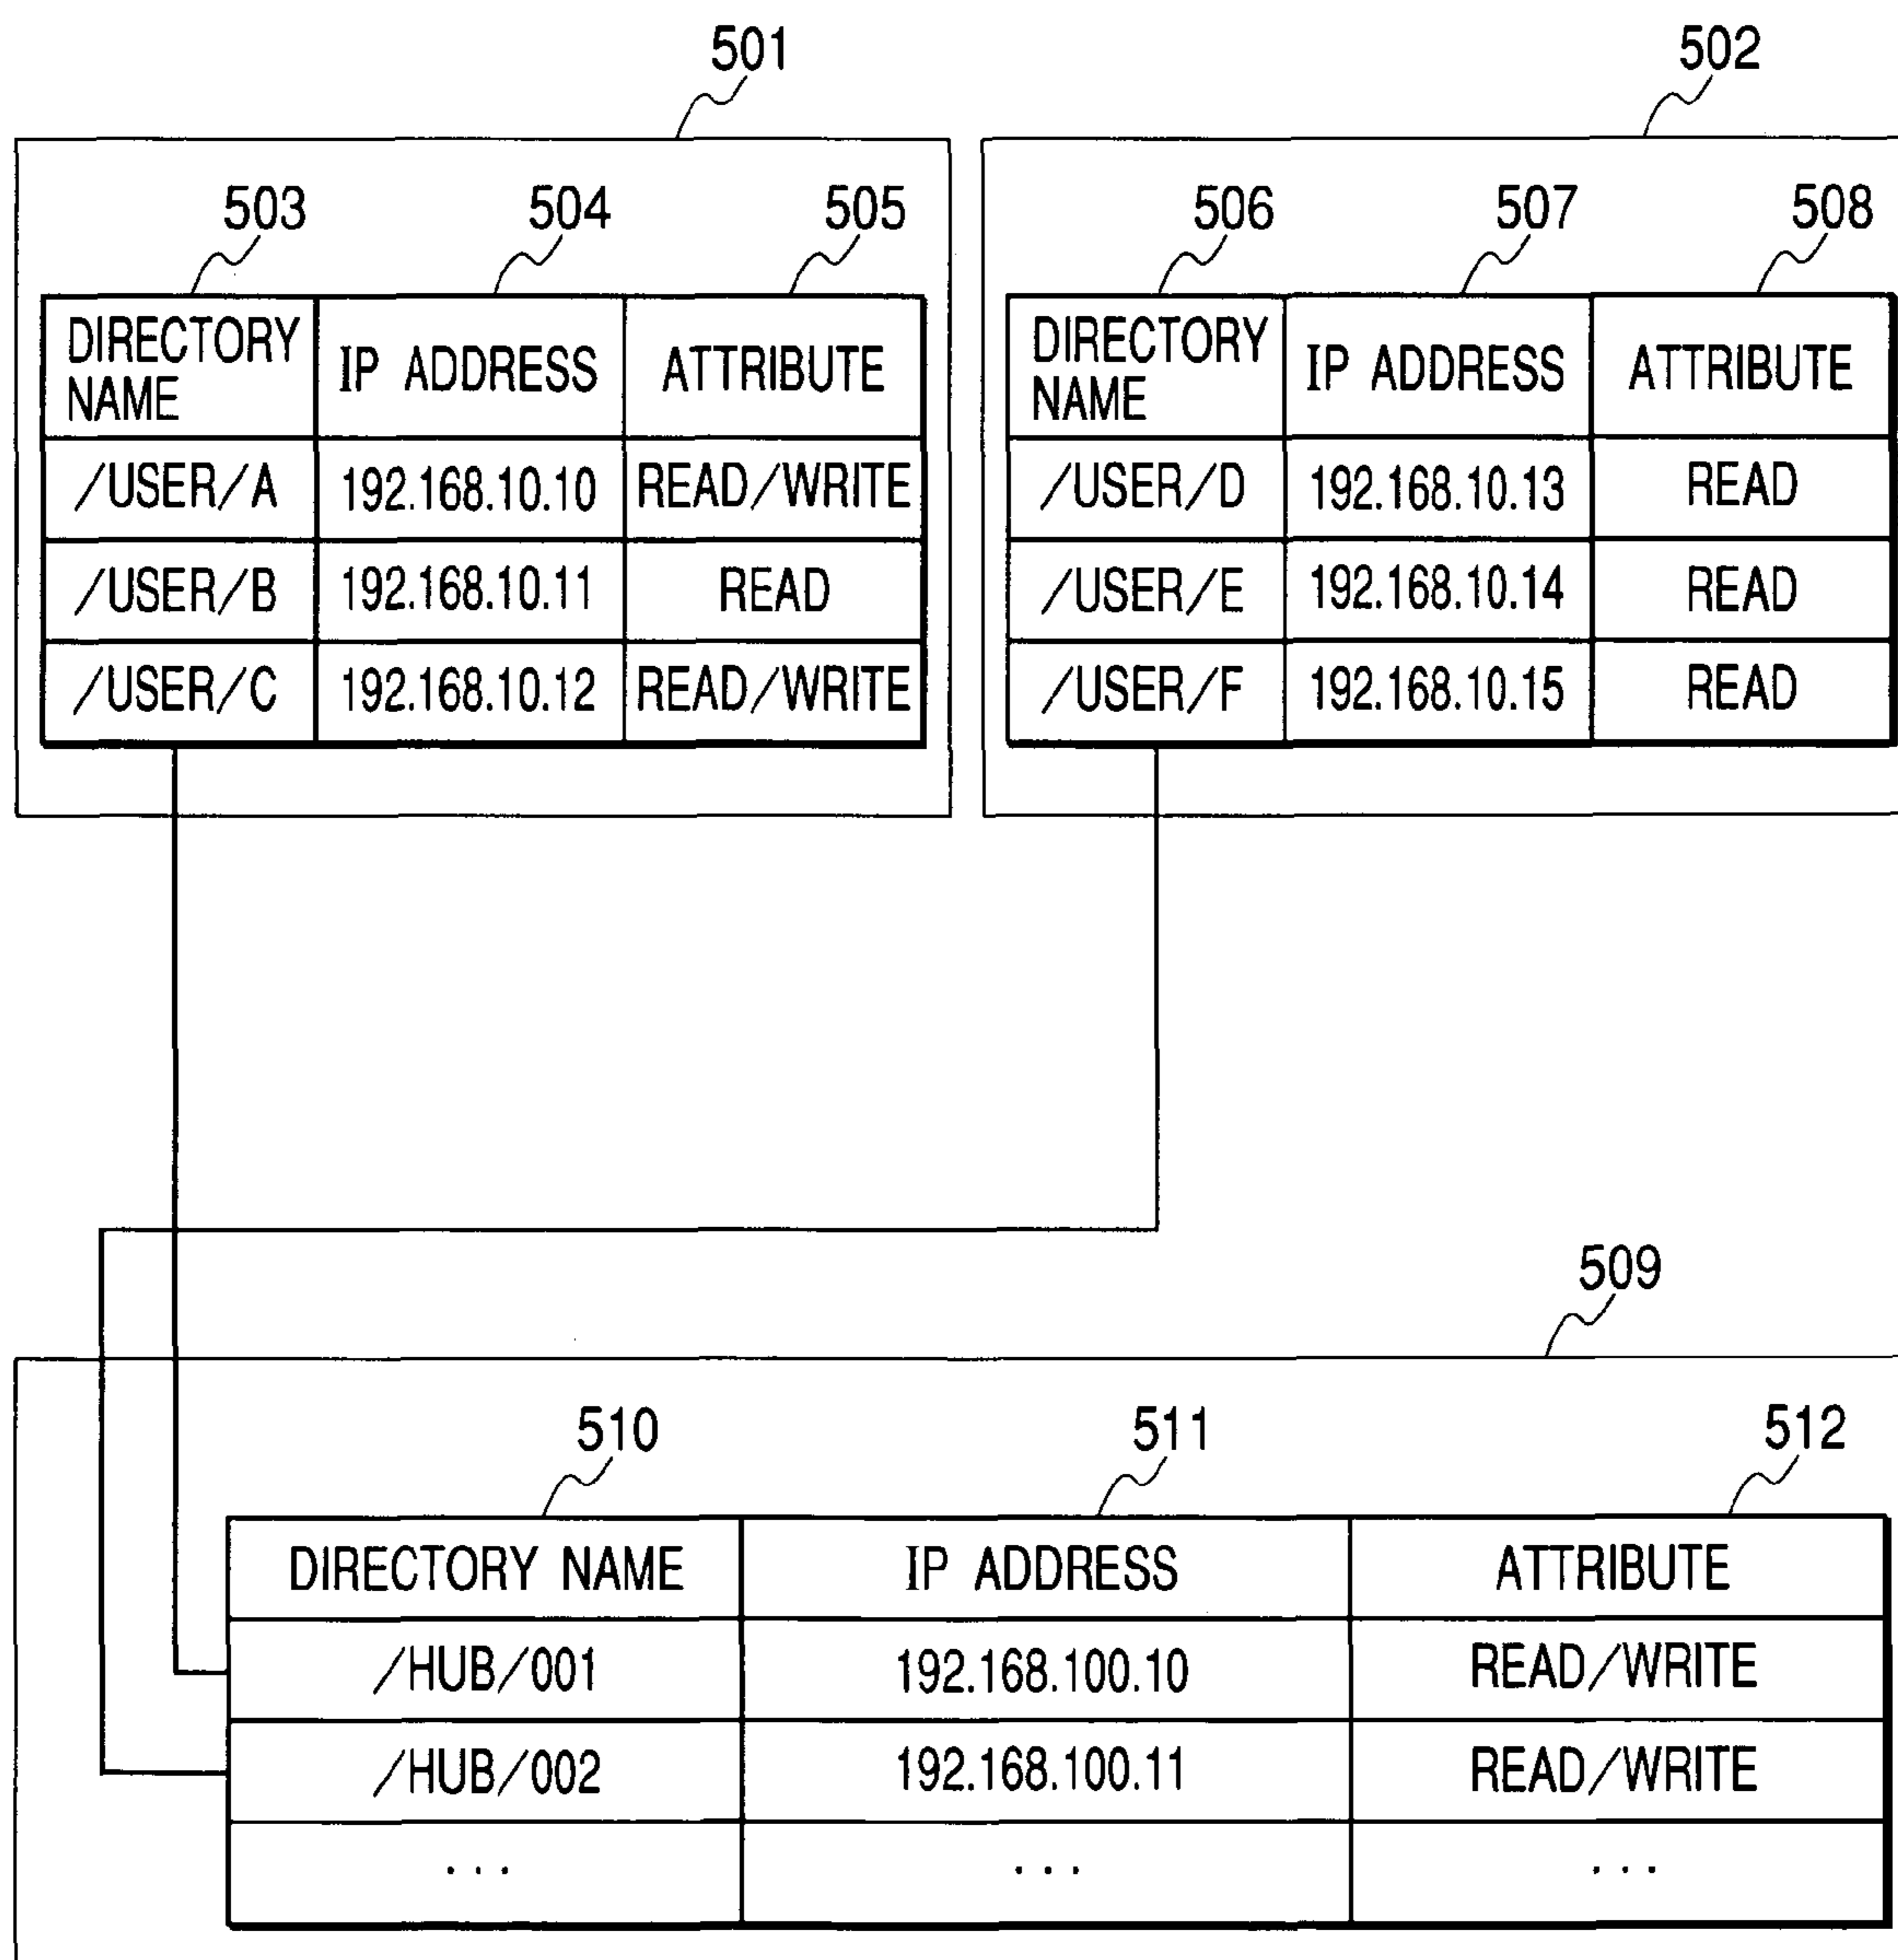 501
502
503 504 505
506 507 508
DIRECTORY NAME IP ADDRESS ATTRIBUTE
/USER/A 192.168.10.10 READ/WRITE
/USER/B 192.168.10.11 READ
/USER/C 192.168.10.12 READ/WRITE
DIRECTORY NAME IP ADDRESS ATTRIBUTE
/USER/D 192.168.10.13 READ
/USER/E 192.168.10.14 READ
/USER/F 192.168.10.15 READ
509
510 511 512
DIRECTORY NAME IP ADDRESS ATTRIBUTE
/HUB/001 192.168.100.10 READ/WRITE
/HUB/002 192.168.100.11 READ/WRITE
... ... ...